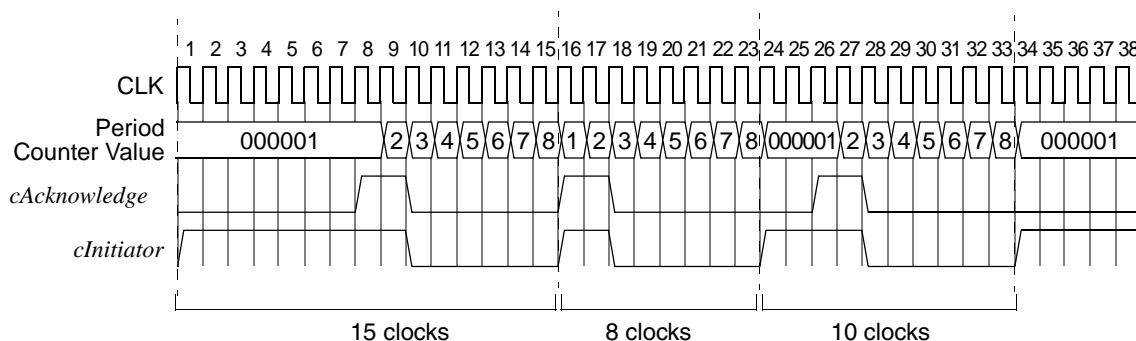 1 2 3 4 5 6 7 8 9 10 11 12 13 14 15 16 17 18 19 20 21 22 23 24 25 26 27 28 29 30 31 32 33 34 35 36 37 38
CLK
Period
Counter Value
000001 2 3 4 5 6 7 8 1 2 3 4 5 6 7 8 000001 2 3 4 5 6 7 8 000001
cAcknowledge
cInitiator
15 clocks 8 clocks 10 clocks